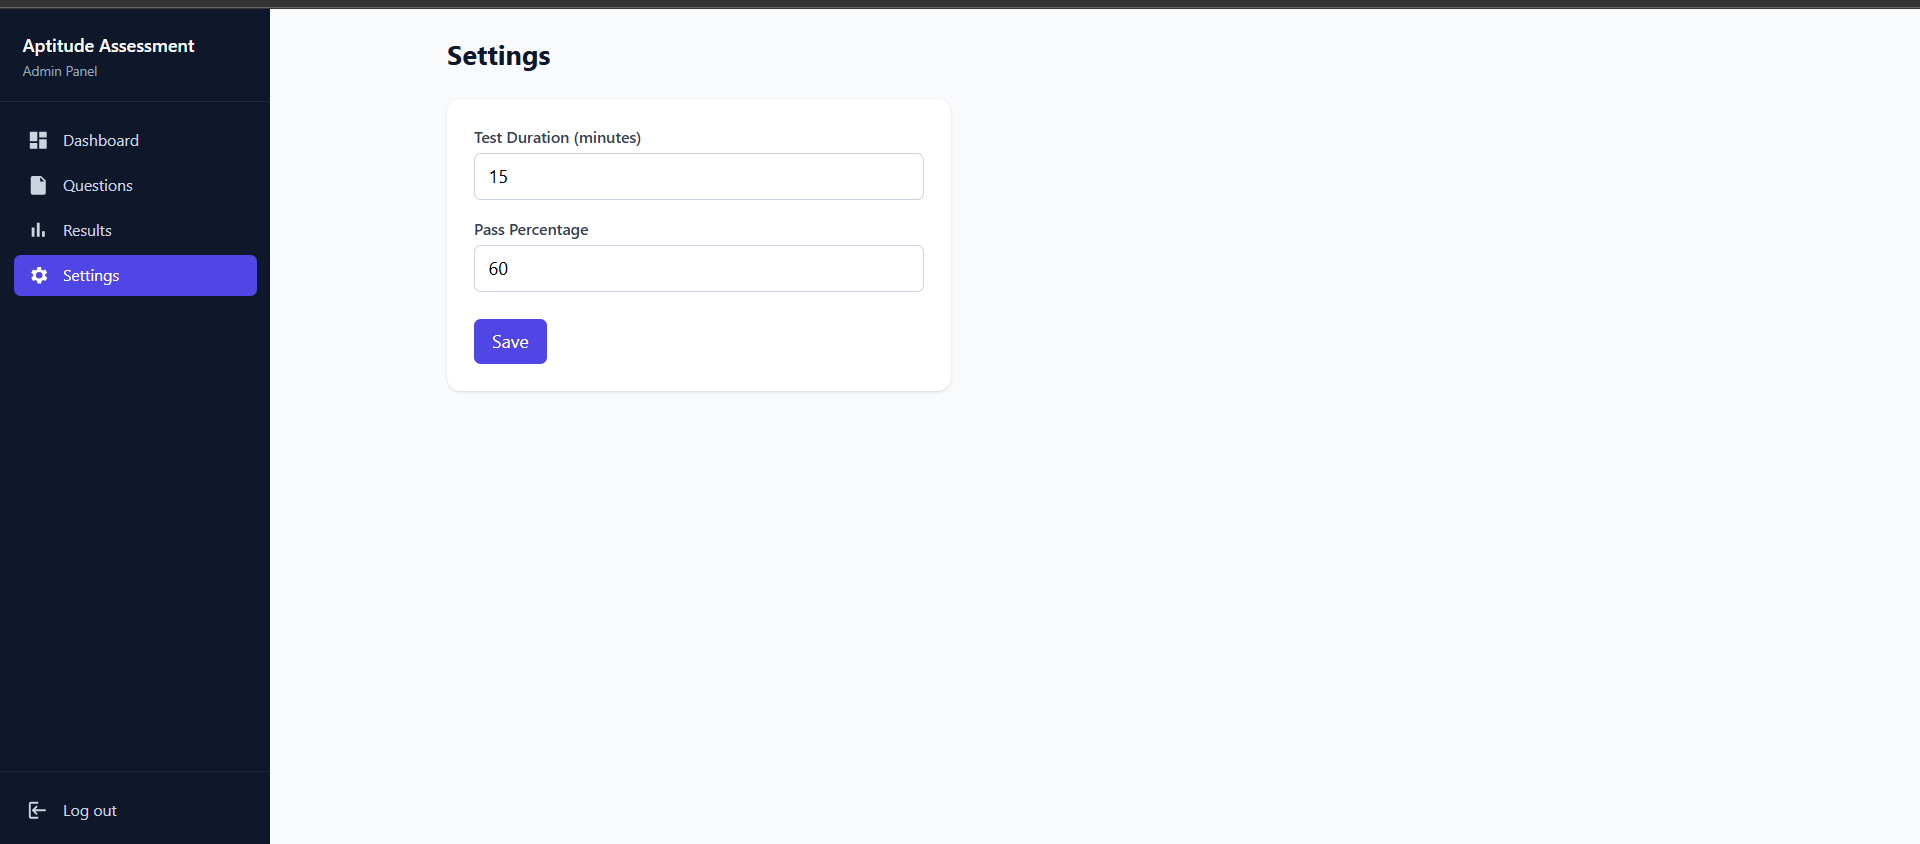 Aptitude Assessment
Admin Panel
Dashboard
Questions
Results
Settings
Log out
Settings
Test Duration (minutes)
15
Pass Percentage
60
Save